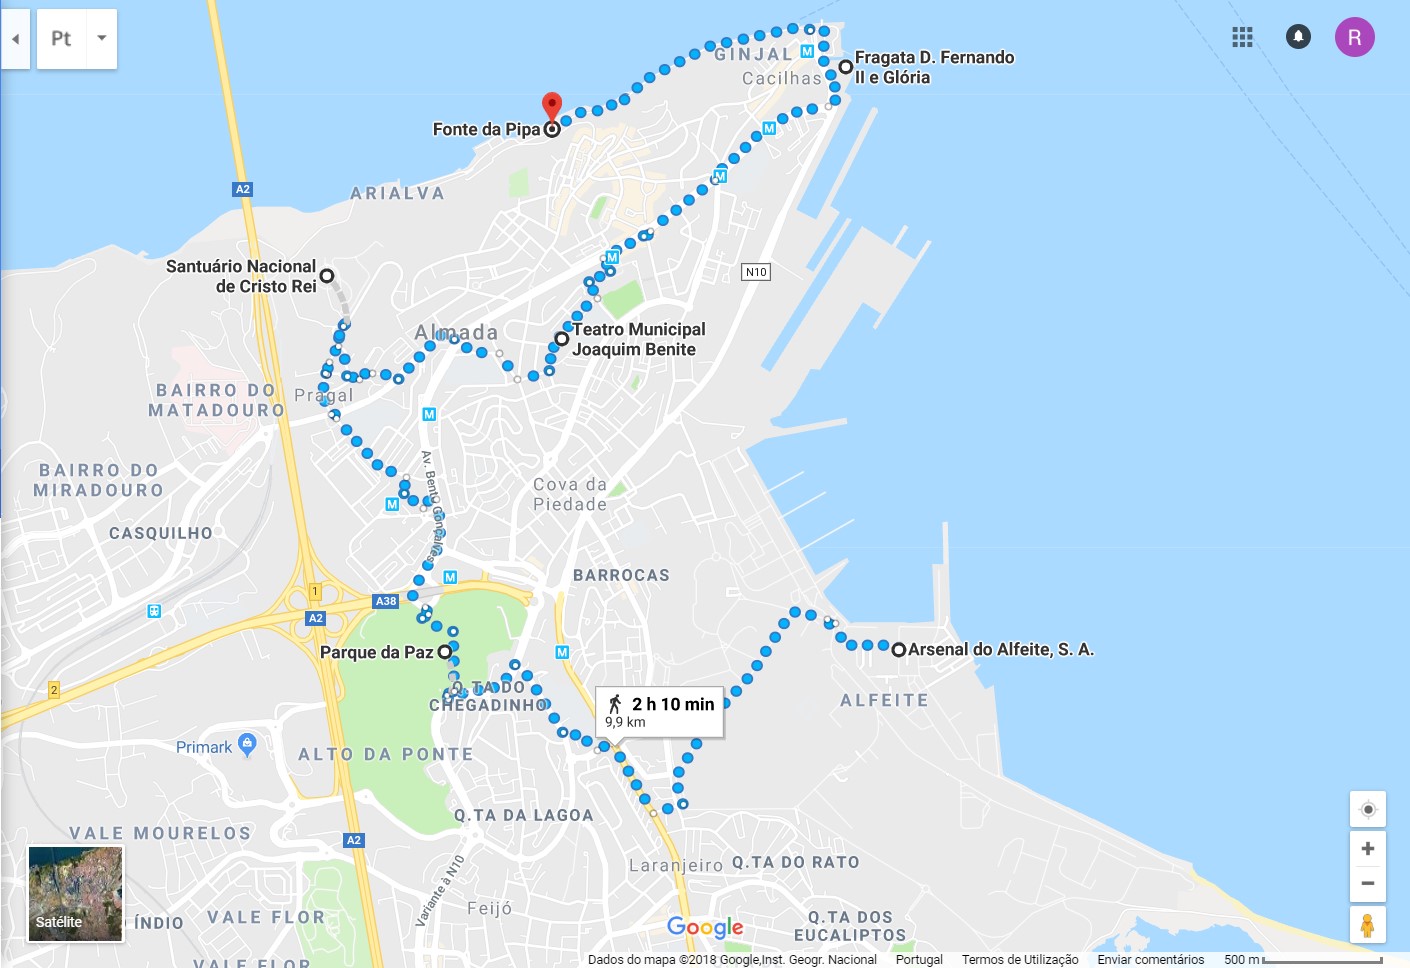 Pt
R
GINJAL
M
Cacilhas
Fragata D. Fernando
II e Glória
Fonte da Pipa
M
M
A2
ARIALVA
M
Santuário Nacional
de Cristo Rei
N10
Almada
Teatro Municipal
Joaquim Benite
BAIRRO DO
MATADOURO
Pragal
M
Av. Bento Gonçalves
BAIRRO DO
MIRADOURO
Cova da
Piedade
M
CASQUILHO
BARROCAS
M
1
A38
A2
Parque da Paz
M
Arsenal do Alfeite, S. A.
2
Q.TA DO
CHEGADINHO
2 h 10 min
9,9 km
ALFEITE
Primark
ALTO DA PONTE
Q.TA DA LAGOA
VALE MOURELOS
A2
Laranjeiro
Q.TA DO RATO
Variante à N10
Satélite
ÍNDIO
VALE FLOR
Feijó
Google
Q.TA DOS
EUCALIPTOS
VALE FLOR
Dados do mapa ©2018 Google,Inst. Geogr. Nacional Portugal Termos de Utilização Enviar comentários 500 m